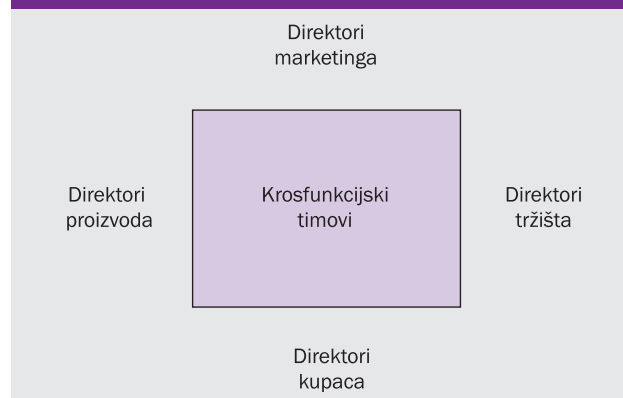 Direktori
marketinga
Direktori
proizvoda
Krosfunkcijski
timovi
Direktori
tržišta
Direktori
kupaca